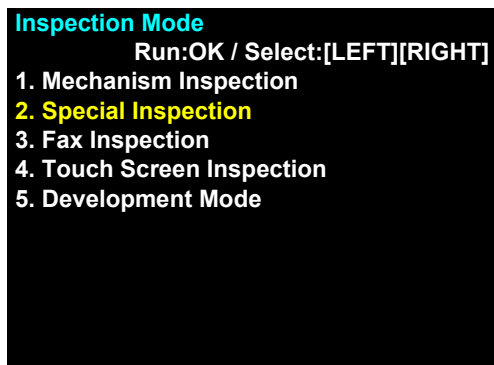 Inspection Mode
Run:OK / Select:[LEFT][RIGHT]
1. Mechanism Inspection
2. Special Inspection
3. Fax Inspection
4. Touch Screen Inspection
5. Development Mode